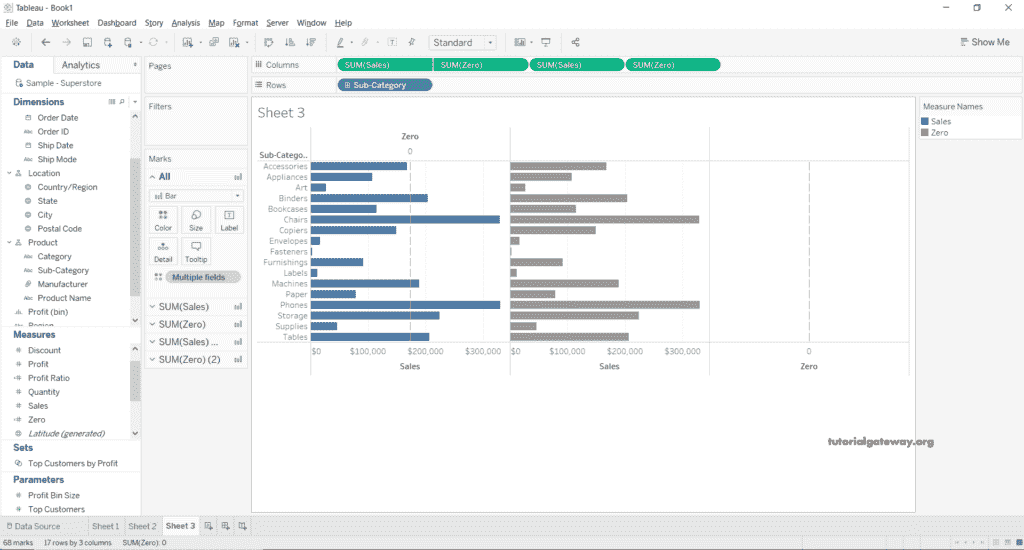 Tableau - Book1
File Data Worksheet Dashboard Story Analysis Map Format Server Window Help
Standard
Show Me
Data Analytics
Sample - Superstore
Dimensions
Order Date
Order ID
Ship Date
Ship Mode
Location
Country/Region
State
City
Postal Code
Product
Category
Sub-Category
Manufacturer
Product Name
Profit (bin)
Region
Measures
Discount
Profit
Profit Ratio
Quantity
Sales
Zero
Latitude (generated)
Sets
Top Customers by Profit
Parameters
Profit Bin Size
Top Customers
Pages
Filters
Marks
All
Bar
Color Size Label
Detail Tooltip
Multiple fields
SUM(Sales)
SUM(Zero)
SUM(Sales) ...
SUM(Zero) (2)
Columns SUM(Sales) SUM(Zero) SUM(Sales) SUM(Zero)
Rows Sub-Category
Sheet 3
Zero
0
Sub-Catego..
Accessories
Appliances
Art
Binders
Bookcases
Chairs
Copiers
Envelopes
Fasteners
Furnishings
Labels
Machines
Paper
Phones
Storage
Supplies
Tables
$0 $100,000 $200,000 $300,000 $0 $100,000 $200,000 $300,000 0
Sales Sales Zero
Measure Names
Sales
Zero
tutorialgateway.org
Data Source Sheet 1 Sheet 2 Sheet 3
68 marks 17 rows by 3 columns SUM(Zero): 0